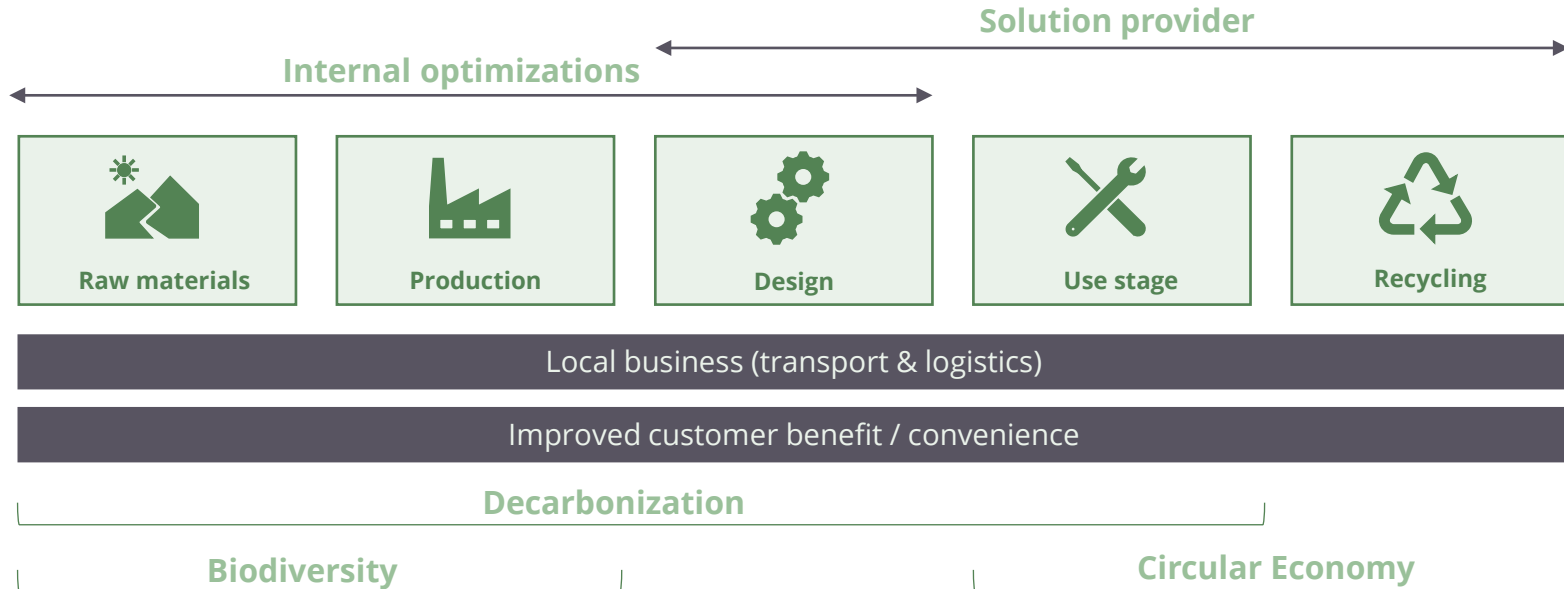 Solution provider
Internal optimizations
Raw materials
Production
Design
Use stage
Recycling
Local business (transport & logistics)
Improved customer benefit / convenience
Decarbonization
Biodiversity
Circular Economy